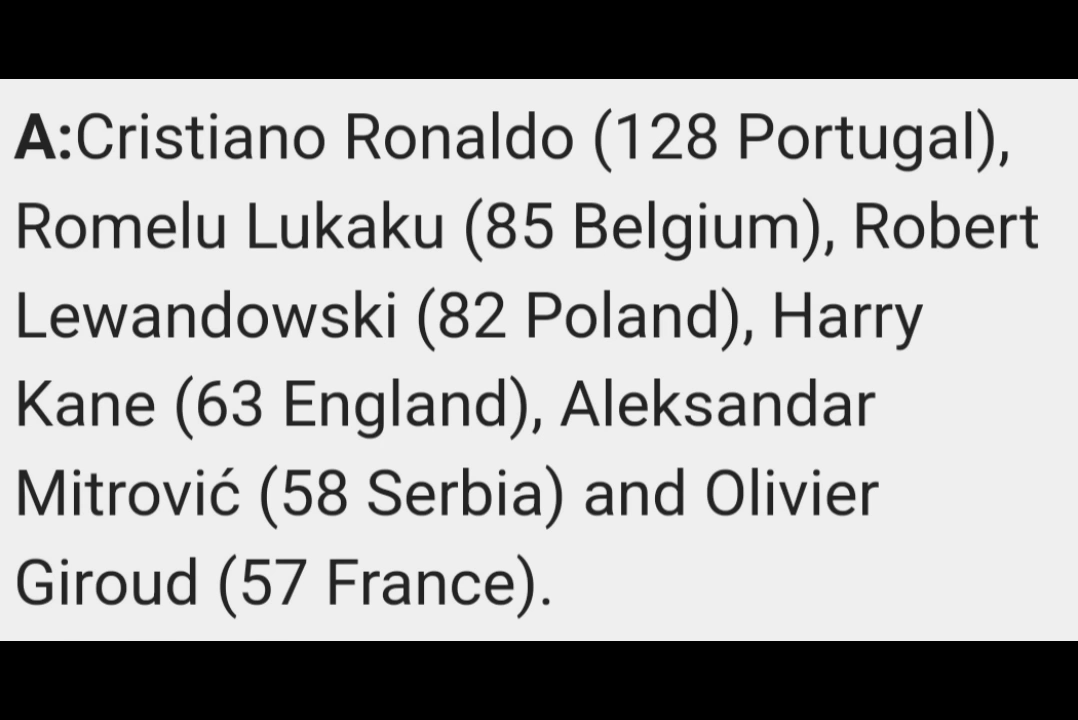 A:Cristiano Ronaldo (128 Portugal),
Romelu Lukaku (85 Belgium), Robert
Lewandowski (82 Poland), Harry
Kane (63 England), Aleksandar
Mitrović (58 Serbia) and Olivier
Giroud (57 France).